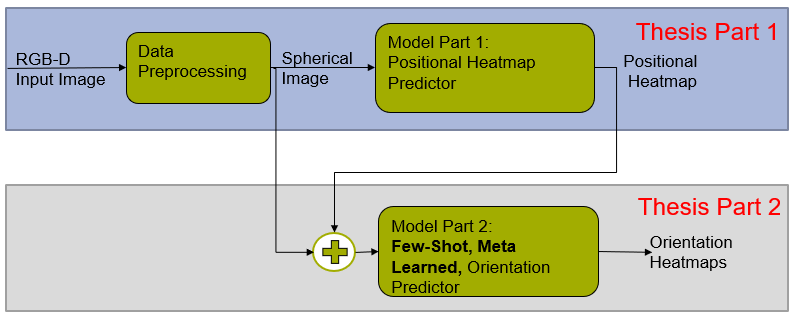 Thesis Part 1
RGB-D
Input Image
Data
Preprocessing
Spherical
Image
Model Part 1:
Positional Heatmap
Predictor
Positional
Heatmap
Thesis Part 2
Model Part 2:
Few-Shot, Meta
Learned, Orientation
Predictor
Orientation
Heatmaps